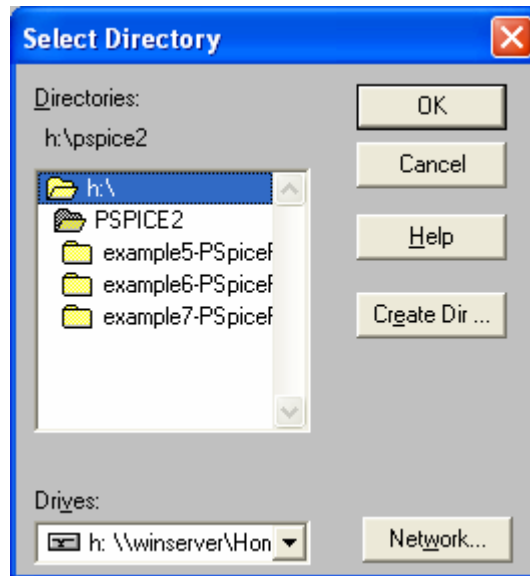 Select Directory
Directories:
h:\pspice2
h:\
PSPICE2
example5-PSpiceF
example6-PSpiceF
example7-PSpiceF
Drives:
h: \\winserver\Hon
OK
Cancel
Help
Create Dir ...
Network...